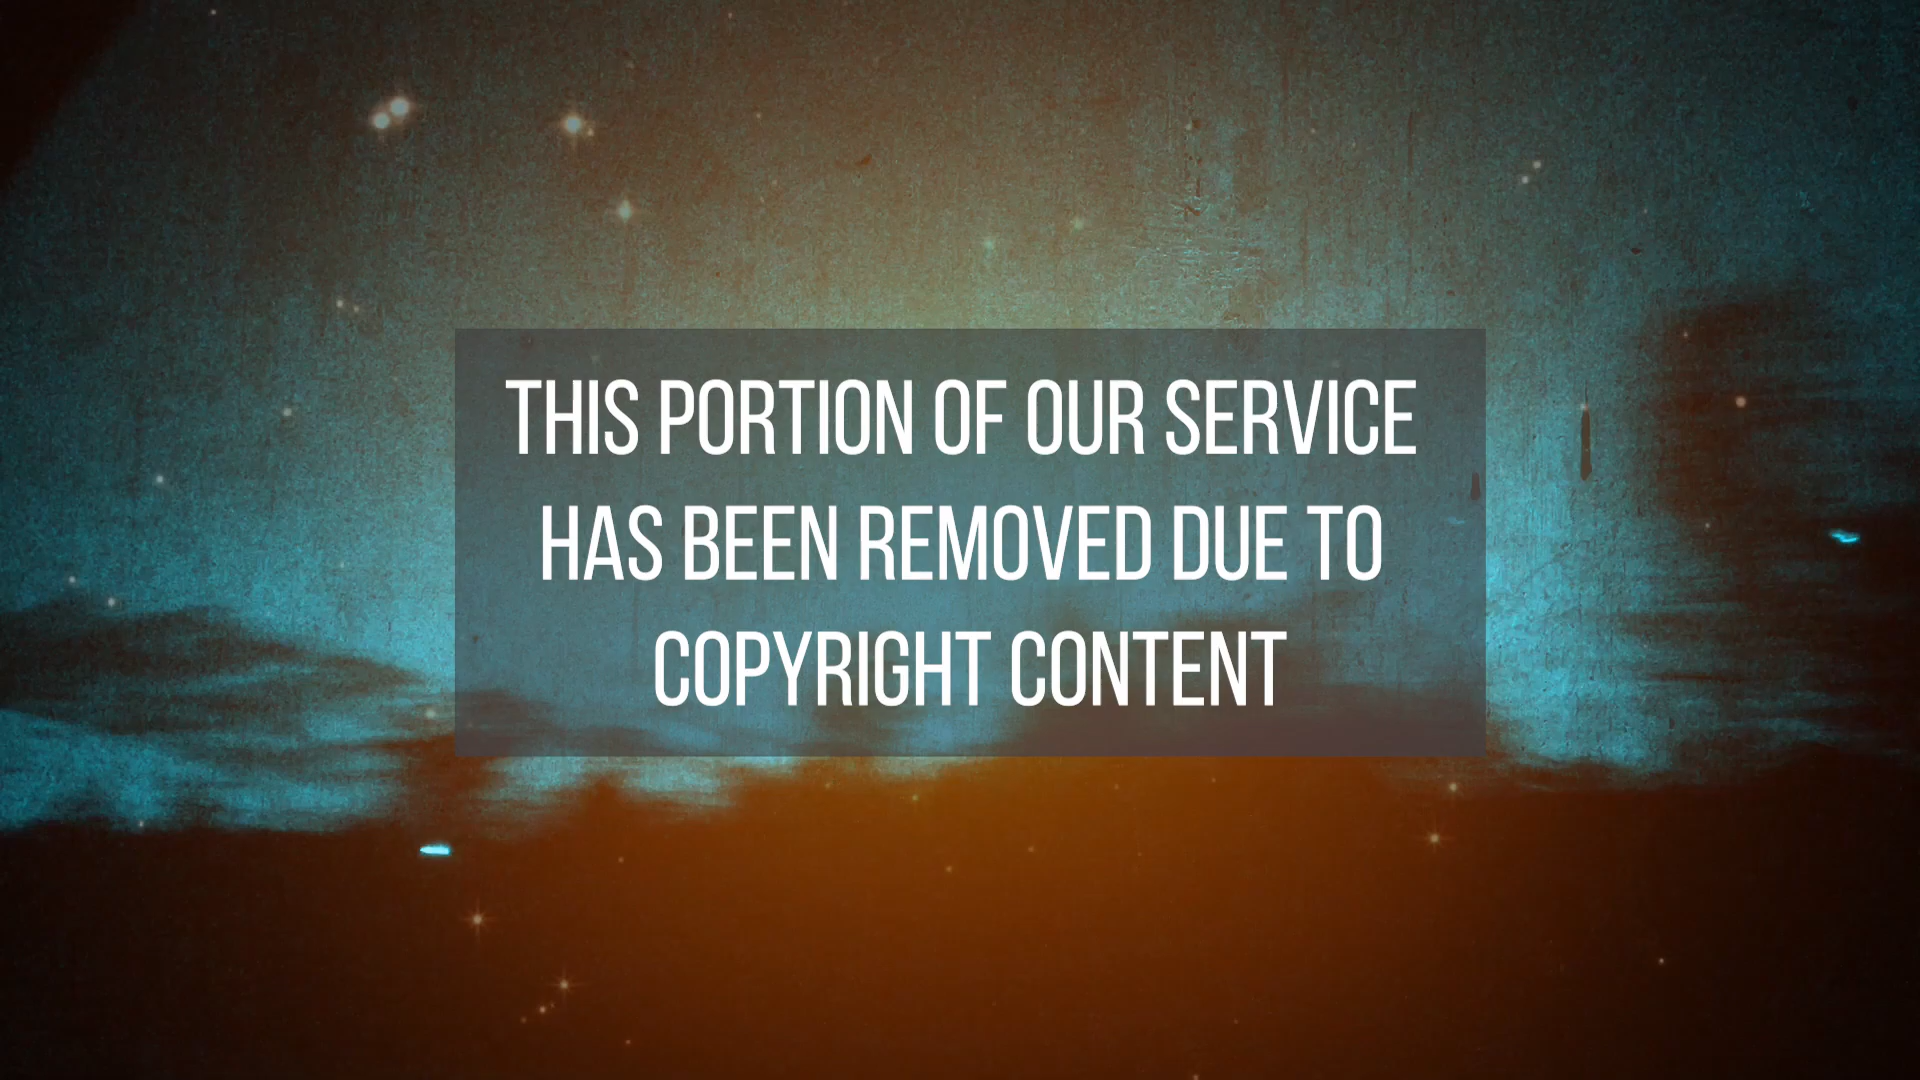 THIS PORTION OF OUR SERVICE
HAS BEEN REMOVED DUE TO
COPYRIGHT CONTENT